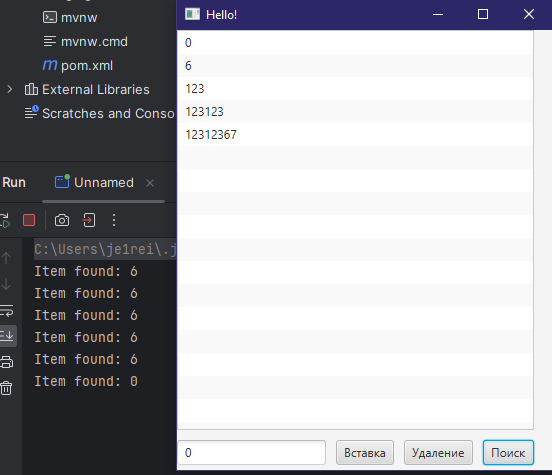 mvnw
mvnw.cmd
pom.xml
External Libraries
Scratches and Conso
Run
Unnamed
C:\Users\je1rei\.j
Item found: 6
Item found: 6
Item found: 6
Item found: 6
Item found: 6
Item found: 0
Hello!
0
6
123
123123
12312367
0
Вставка
Удаление
Поиск